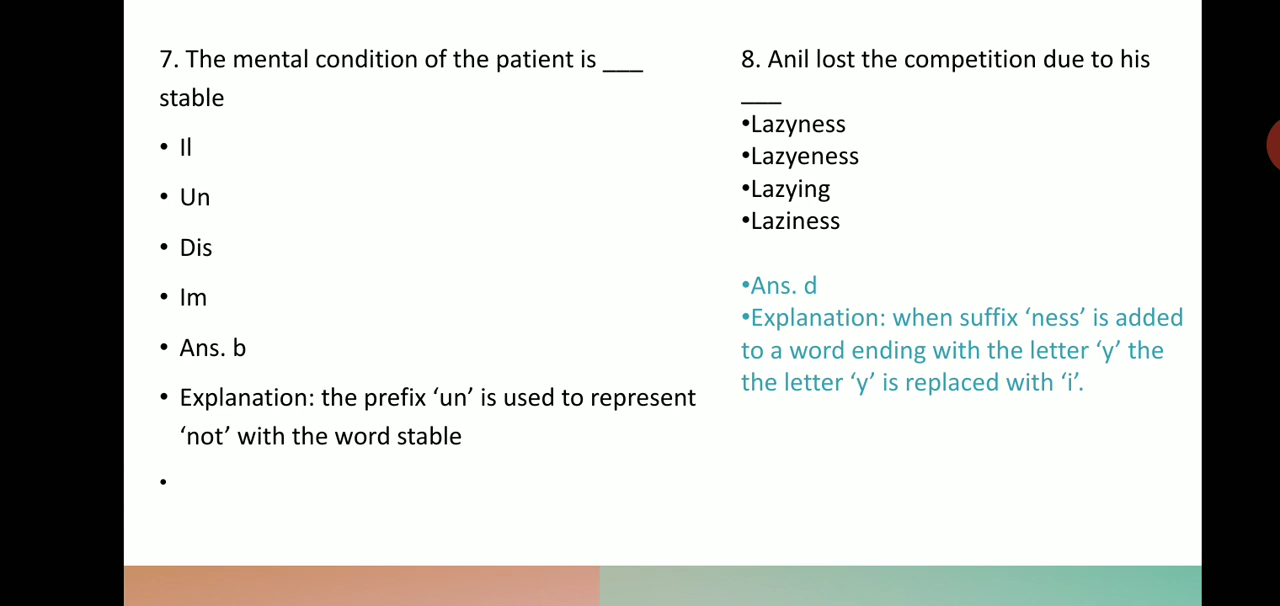 7. The mental condition of the patient is ___
stable
• Il
• Un
• Dis
• Im
• Ans. b
• Explanation: the prefix ‘un’ is used to represent
‘not’ with the word stable
•
8. Anil lost the competition due to his
___
•Lazyness
•Lazyeness
•Lazying
•Laziness
•Ans. d
•Explanation: when suffix ‘ness’ is added
to a word ending with the letter ‘y’ the
the letter ‘y’ is replaced with ‘i’.